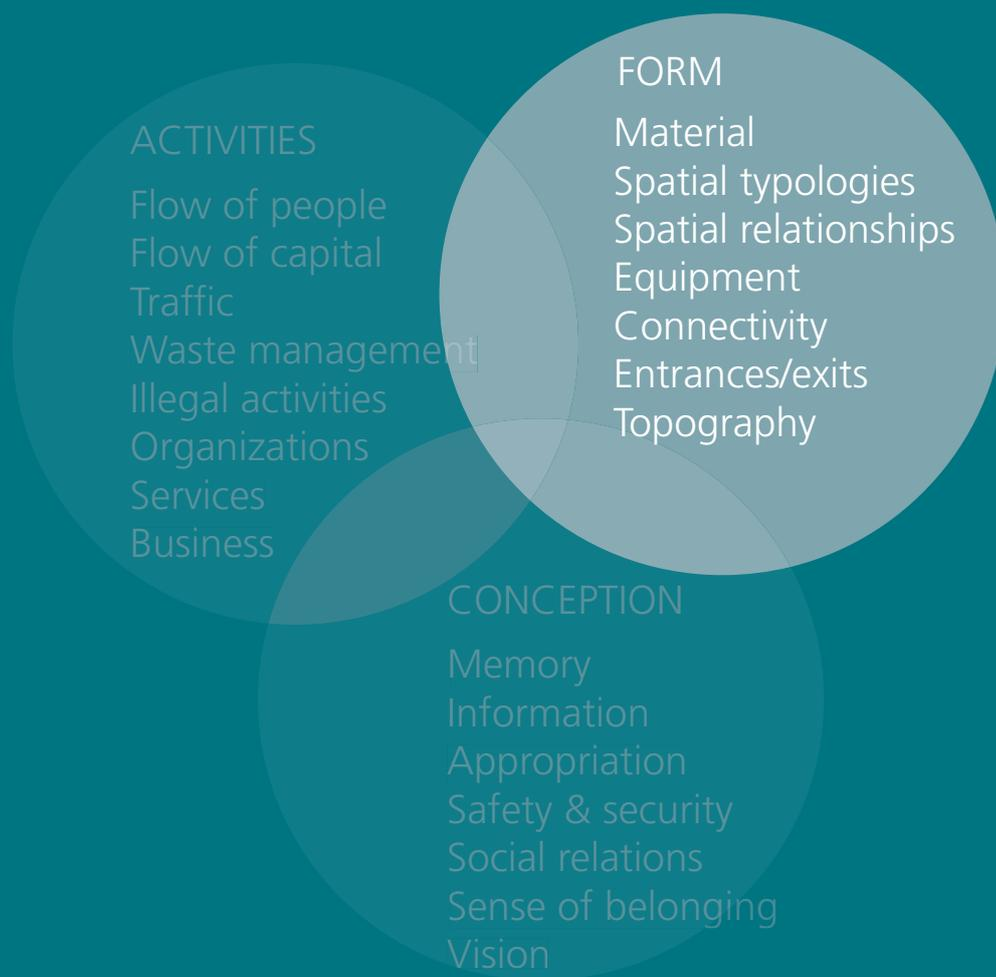 FORM
Material
Spatial typologies
Spatial relationships
Equipment
Connectivity
Entrances/exits
Topography
ACTIVITIES
Flow of people
Flow of capital
Traffic
Waste management
Illegal activities
Organizations
Services
Business
CONCEPTION
Memory
Information
Appropriation
Safety & security
Social relations
Sense of belonging
Vision